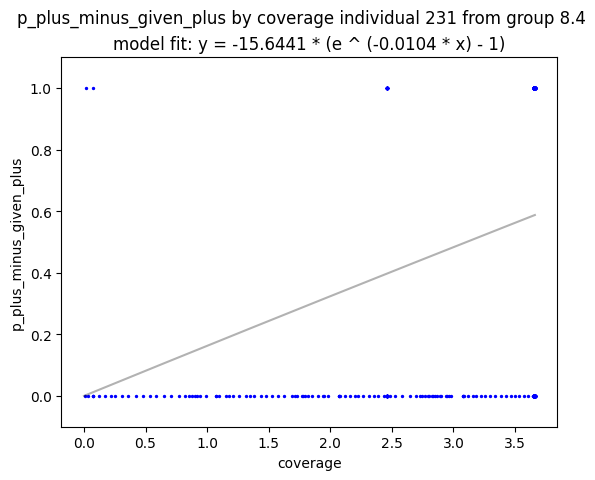 p_plus_minus_given_plus by coverage individual 231 from group 8.4
model fit: y = -15.6441 * (e ^ (-0.0104 * x) - 1)
p_plus_minus_given_plus
1.0
0.8
0.6
0.4
0.2
0.0
0.0 0.5 1.0 1.5 2.0 2.5 3.0 3.5
coverage